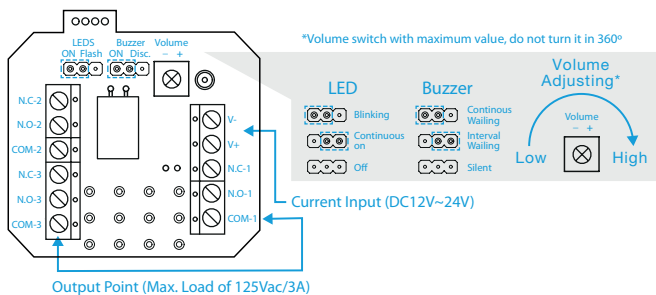 *Volume switch with maximum value, do not turn it in 360º
LEDS
ON Flash
Buzzer
ON Disc.
Volume
− +
N.C-2
N.O-2
COM-2
N.C-3
N.O-3
COM-3
V-
V+
N.C-1
N.O-1
COM-1
LED
Blinking
Continuous
on
Off
Buzzer
Continous
Wailing
Interval
Wailing
Silent
Volume
Adjusting*
Volume
− +
Low
High
Current Input (DC12V~24V)
Output Point (Max. Load of 125Vac/3A)